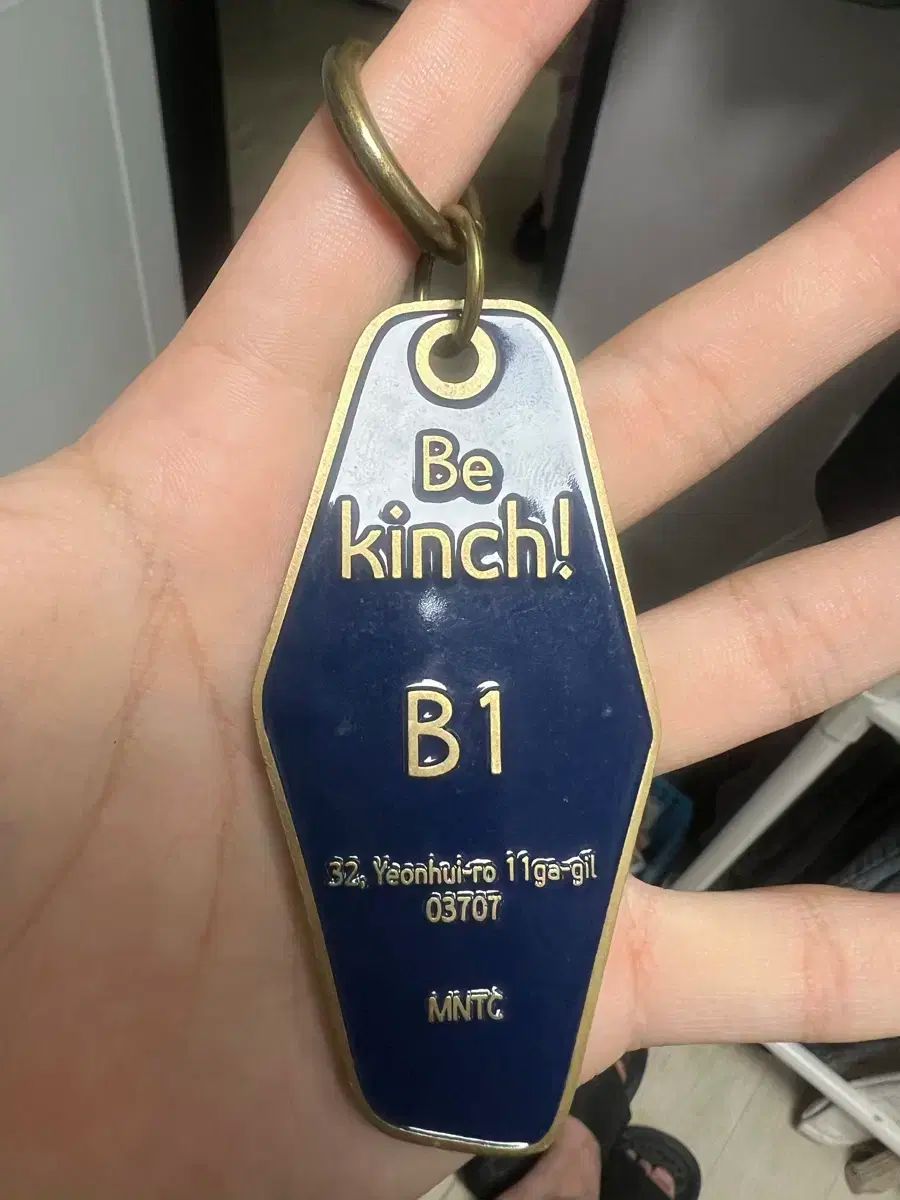 Be
kinch!
B1
32, Yeonhui-ro 11ga-gil
03707
MNTC